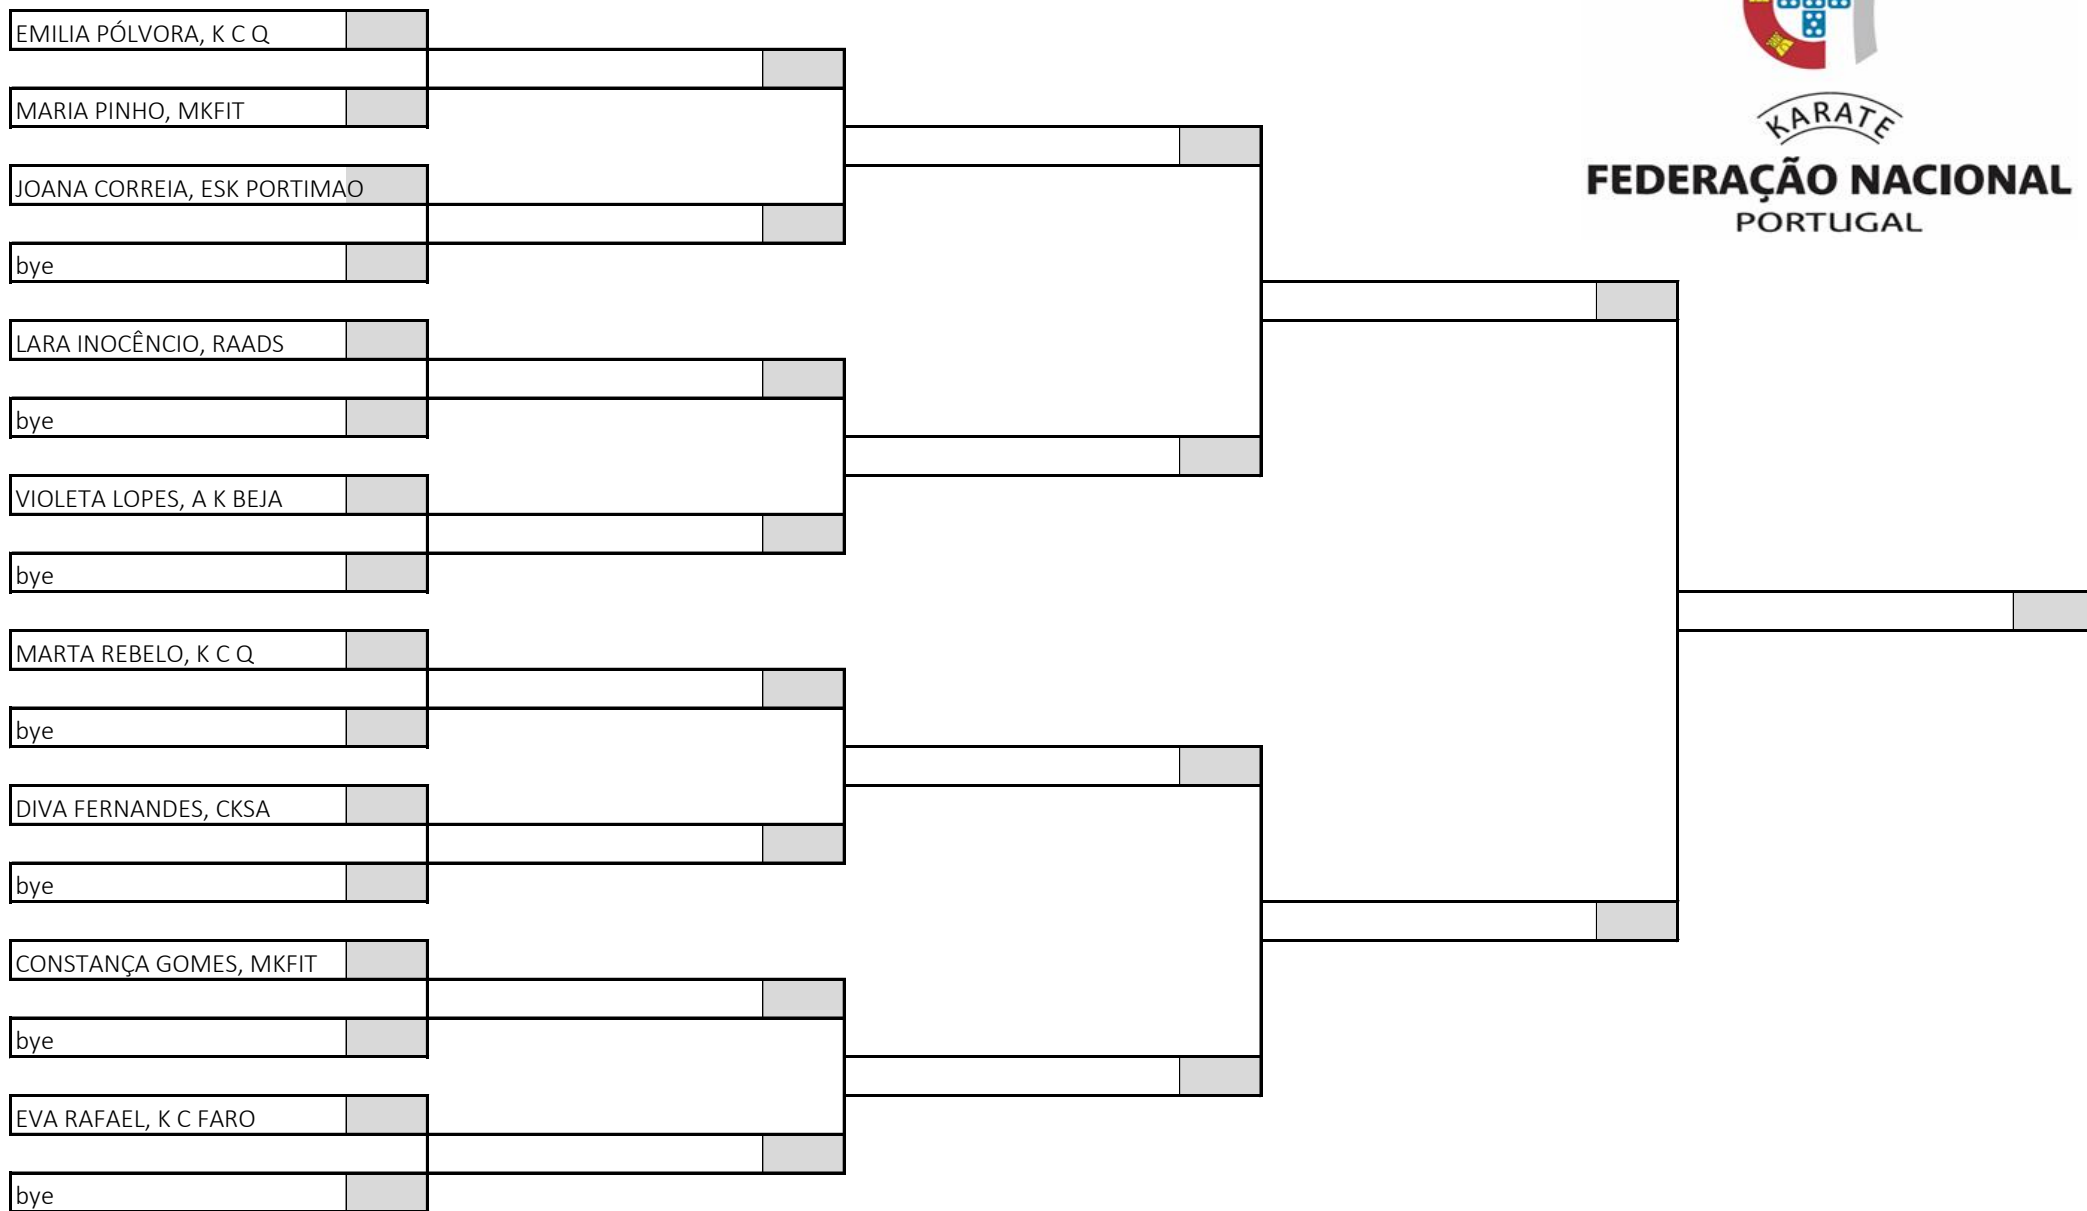 EMILIA PÓLVORA, K C Q
MARIA PINHO, MKFIT
JOANA CORREIA, ESK PORTIMAO
bye
LARA INOCÊNCIO, RAADS
bye
VIOLETA LOPES, A K BEJA
bye
MARTA REBELO, K C Q
bye
DIVA FERNANDES, CKSA
bye
CONSTANÇA GOMES, MKFIT
bye
EVA RAFAEL, K C FARO
bye
KARATE
FEDERAÇÃO NACIONAL
PORTUGAL